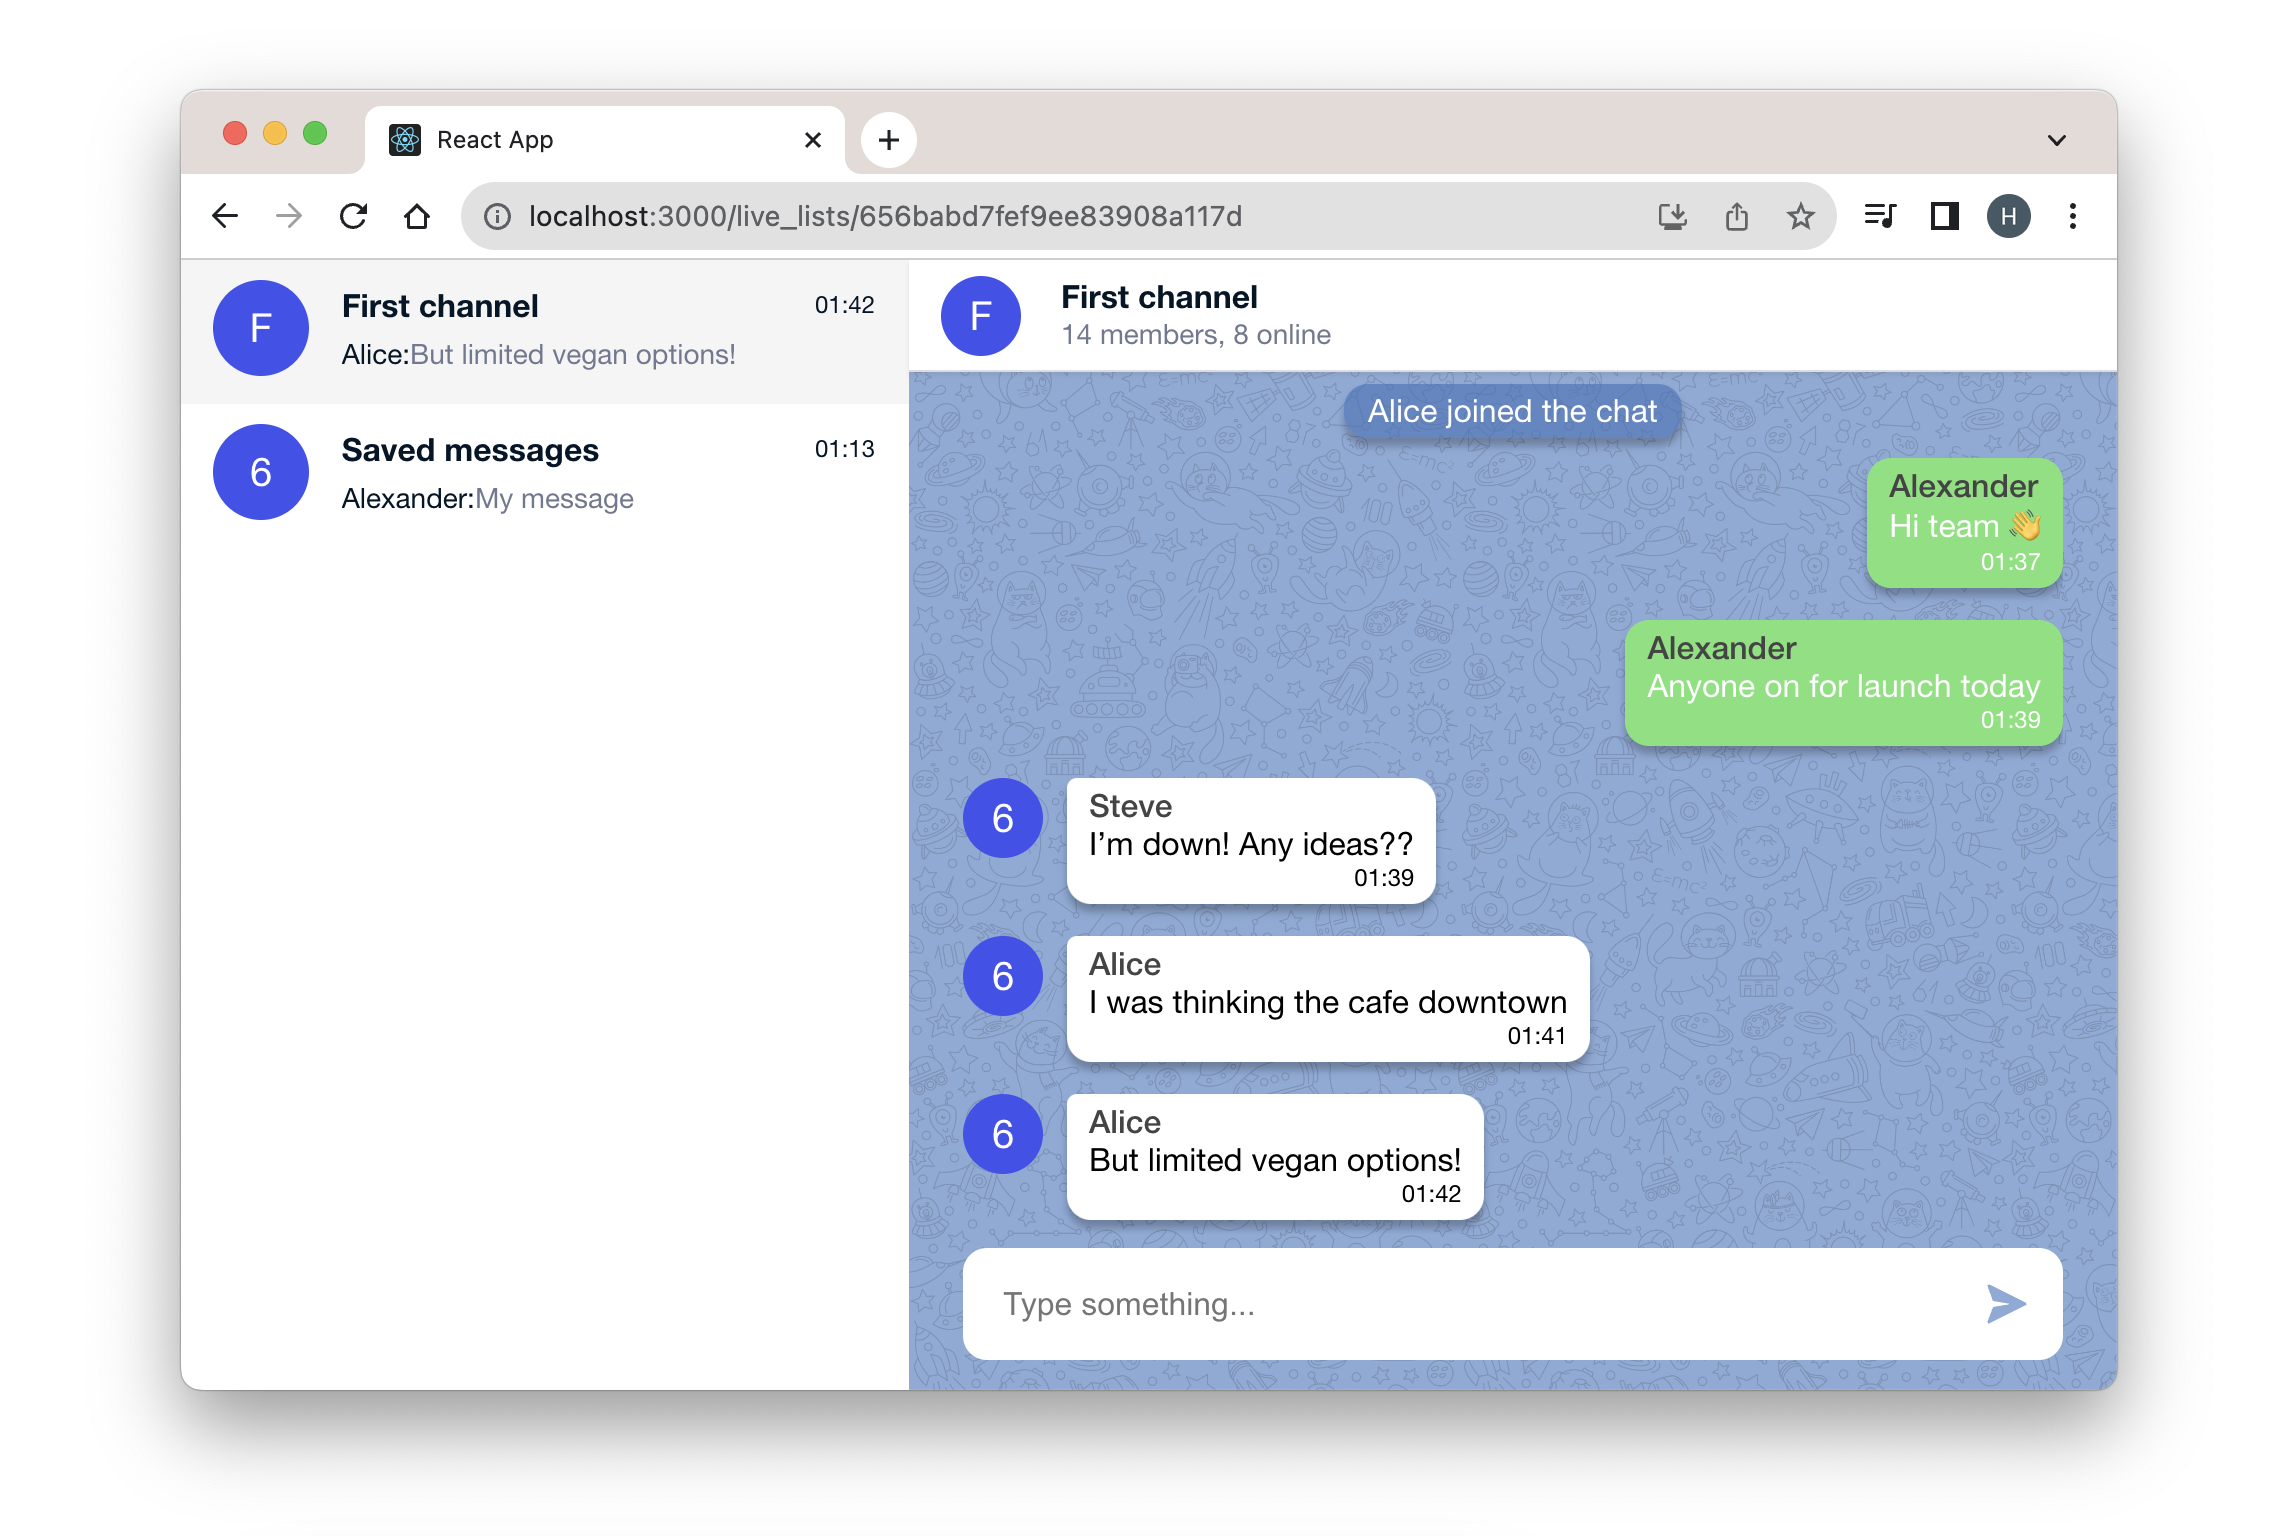 React App
localhost:3000/live_lists/656babd7fef9ee83908a117d
H
F
First channel
01:42
Alice:But limited vegan options!
6
Saved messages
01:13
Alexander:My message
F
First channel
14 members, 8 online
Alice joined the chat
Alexander
Hi team 👋
01:37
Alexander
Anyone on for launch today
01:39
6
Steve
I’m down! Any ideas??
01:39
6
Alice
I was thinking the cafe downtown
01:41
6
Alice
But limited vegan options!
01:42
Type something...
E=mc²
E=mc²